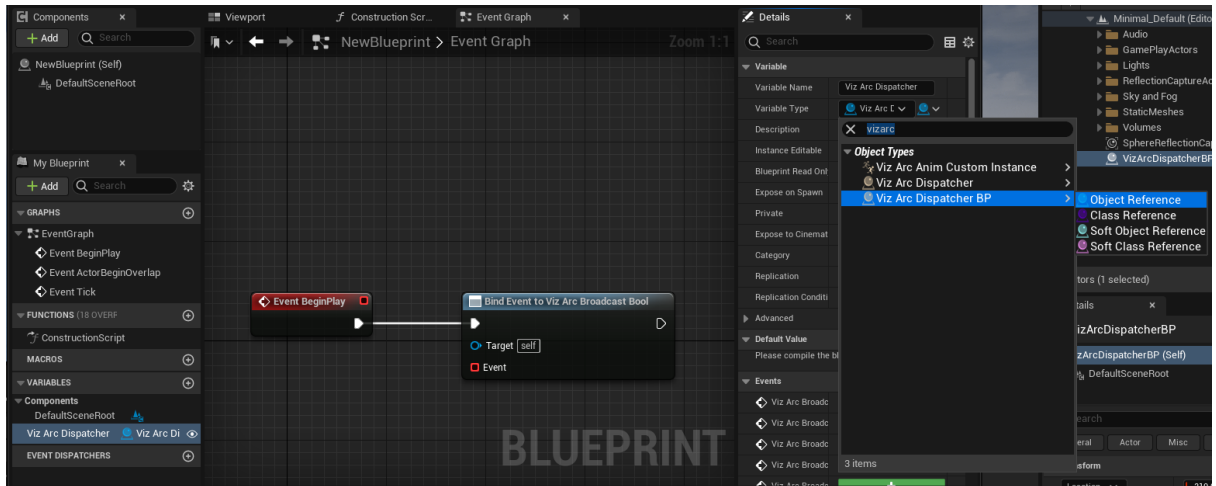 Components
+ Add
Search
NewBlueprint (Self)
DefaultSceneRoot
My Blueprint
+ Add
Search
GRAPHS
EventGraph
Event BeginPlay
Event ActorBeginOverlap
Event Tick
FUNCTIONS (18 OVERF
ConstructionScript
MACROS
VARIABLES
Components
DefaultSceneRoot
Viz Arc Dispatcher Viz Arc Di
EVENT DISPATCHERS
Viewport
Construction Scr...
Event Graph
NewBlueprint > Event Graph
Zoom 1:1
Event BeginPlay
Bind Event to Viz Arc Broadcast Bool
Target self
Event
BLUEPRINT
Details
Search
Variable
Variable Name Viz Arc Dispatcher
Variable Type Viz Arc D
Description
Instance Editable
Blueprint Read Onl
Expose on Spawn
Private
Expose to Cinemat
Category
Replication
Replication Conditi
Advanced
Default Value
Please compile the bl
Events
Viz Arc Broadc
Viz Arc Broadc
Viz Arc Broadc
Viz Arc Broadc
Viz Arc Broadc
vizarc
Object Types
Viz Arc Anim Custom Instance
Viz Arc Dispatcher
Viz Arc Dispatcher BP
3 items
Object Reference
Class Reference
Soft Object Reference
Soft Class Reference
Minimal_Default (Edito
Audio
GamePlayActors
Lights
ReflectionCaptureAc
Sky and Fog
StaticMeshes
Volumes
SphereReflectionCap
VizArcDispatcherBP
tors (1 selected)
tails
izArcDispatcherBP
zArcDispatcherBP (Self)
DefaultSceneRoot
earch
eral
Actor
Misc
nsform